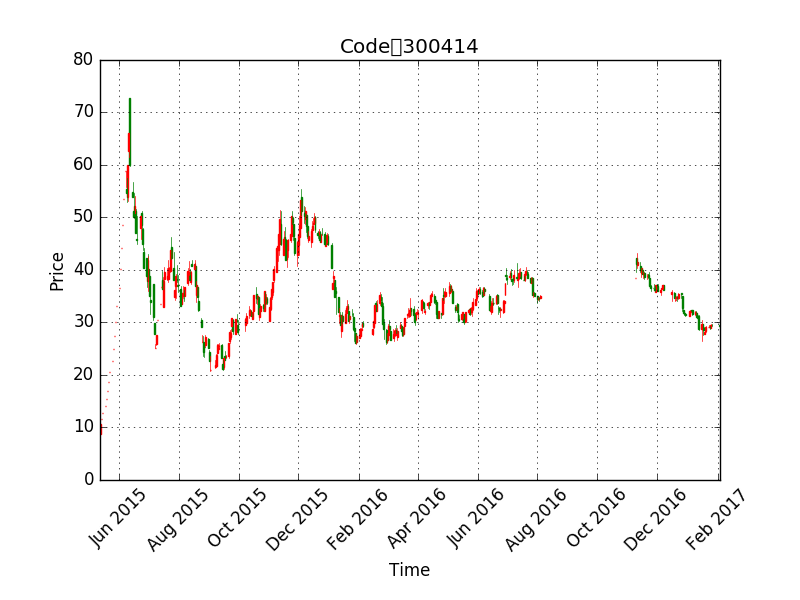 Code▯300414
80
70
60
50
40
30
20
10
0
Price
Jun 2015
Aug 2015
Oct 2015
Dec 2015
Feb 2016
Apr 2016
Jun 2016
Aug 2016
Oct 2016
Dec 2016
Feb 2017
Time